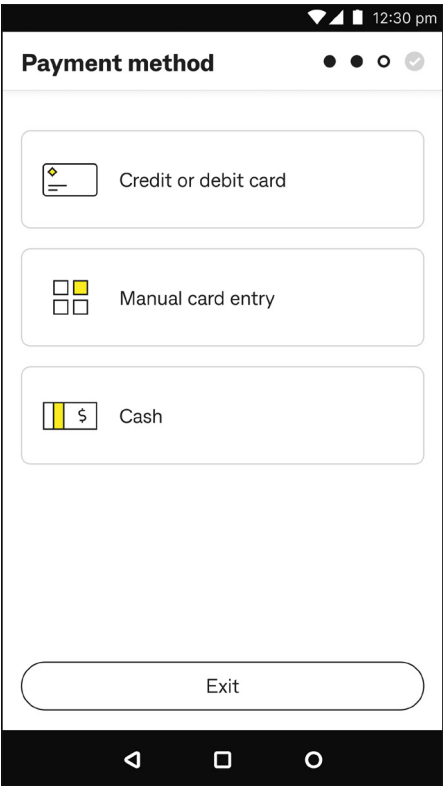 12:30 pm
Payment method
Credit or debit card
Manual card entry
$
Cash
Exit